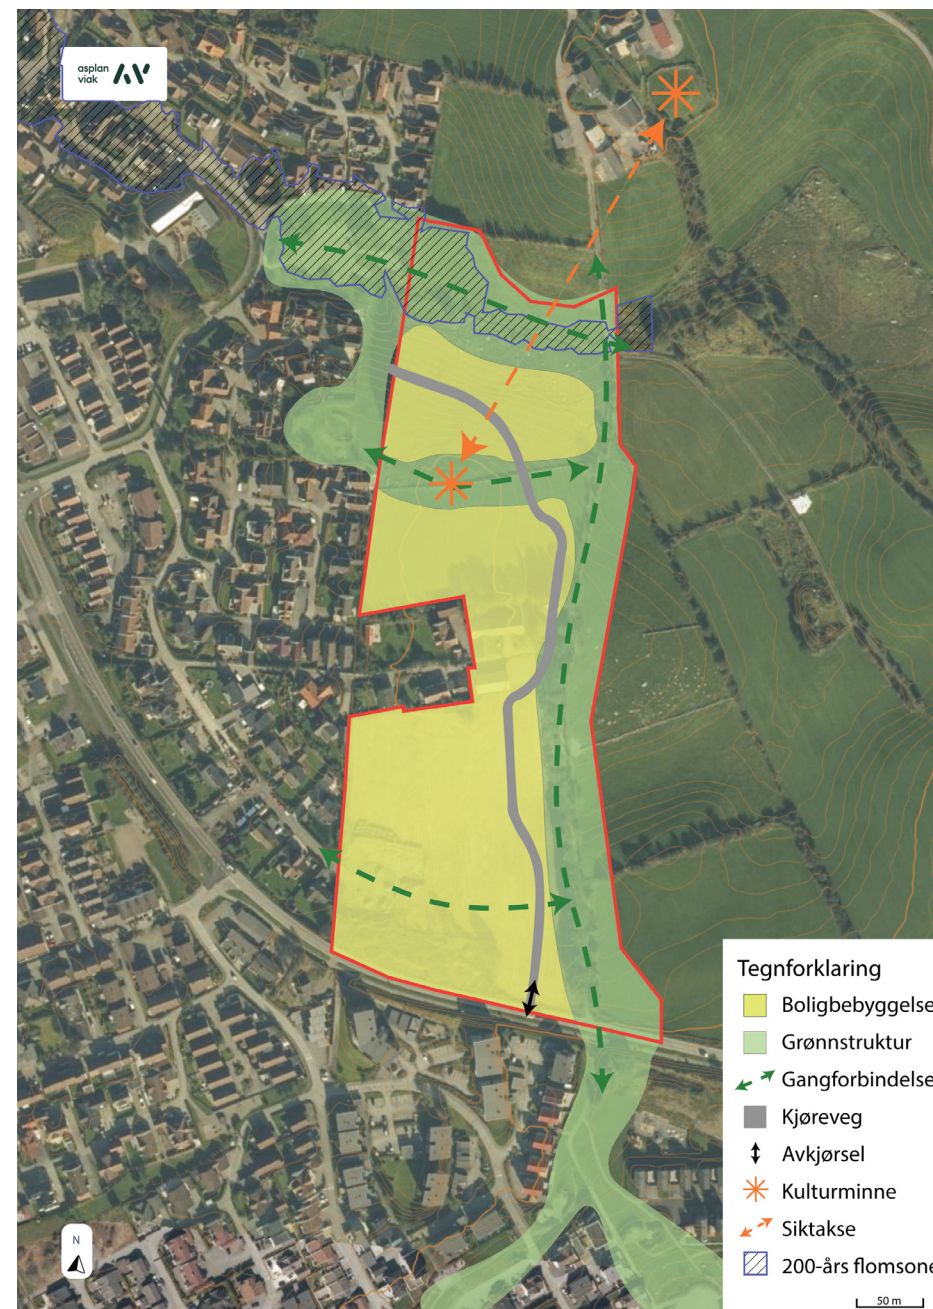 asplan
viak
Tegnforklaring
Boligbebyggelse
Grønnstruktur
Gangforbindelse
Kjøreveg
Avkjørsel
Kulturminne
Siktakse
200-års flomsone
N
50 m